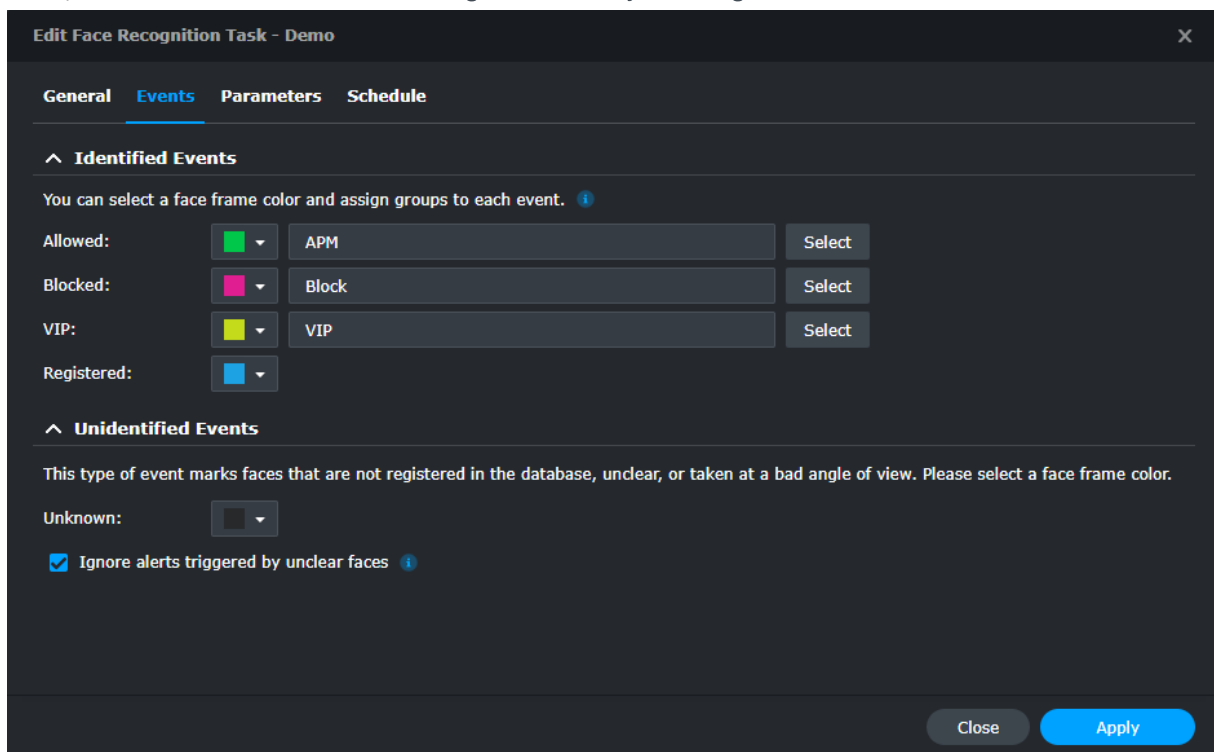 Edit Face Recognition Task - Demo
General Events Parameters Schedule
Identified Events
You can select a face frame color and assign groups to each event.
Allowed: APM Select
Blocked: Block Select
VIP: VIP Select
Registered:
Unidentified Events
This type of event marks faces that are not registered in the database, unclear, or taken at a bad angle of view. Please select a face frame color.
Unknown:
Ignore alerts triggered by unclear faces
Close Apply